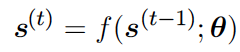 s^(t) = f(s^(t−1); θ)